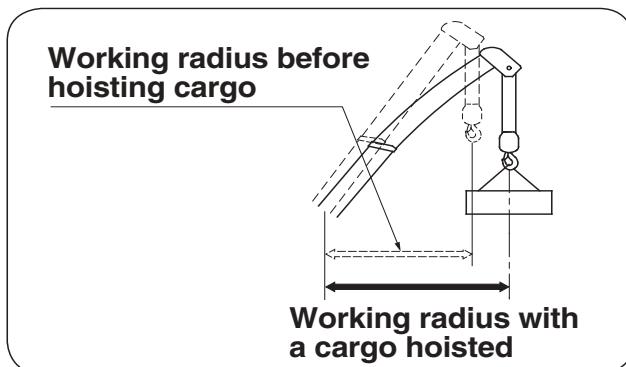 Working radius before
hoisting cargo
Working radius with
a cargo hoisted